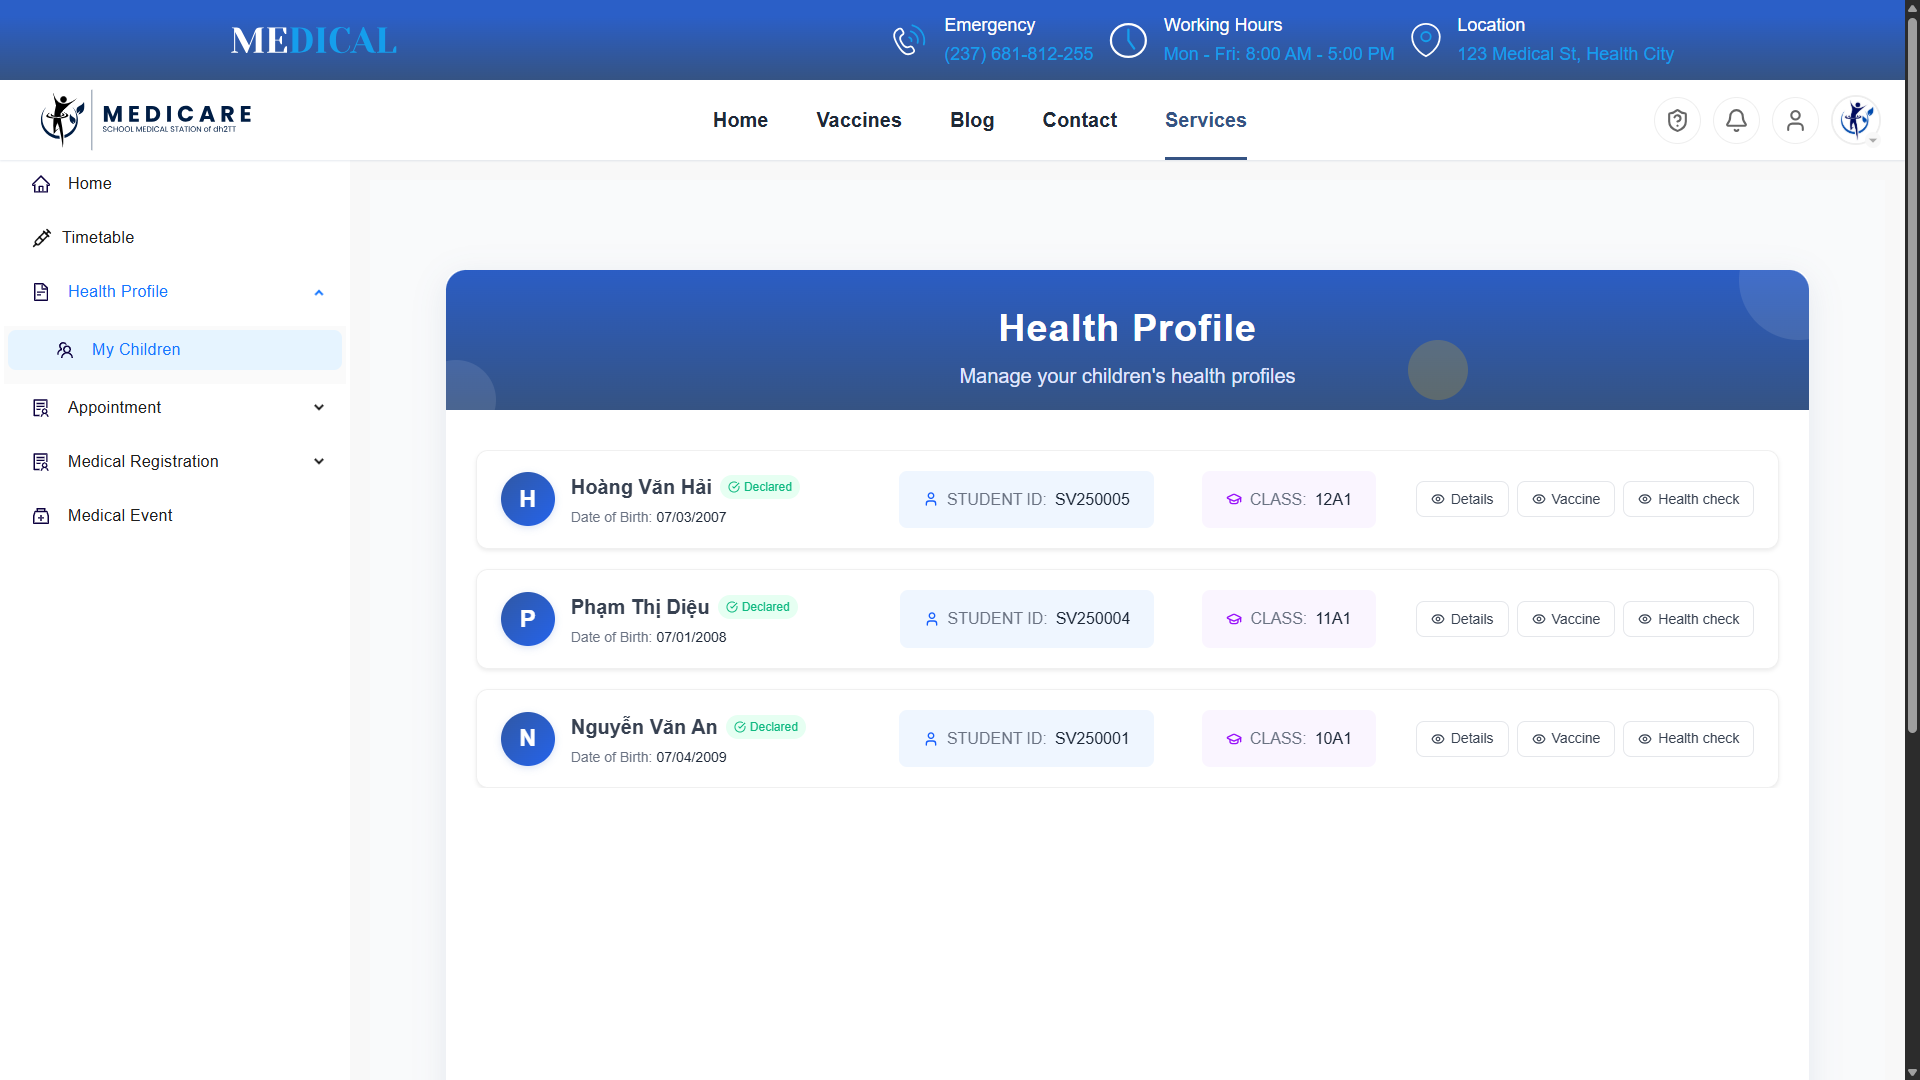 MEDICAL
Emergency
(237) 681-812-255
Working Hours
Mon - Fri: 8:00 AM - 5:00 PM
Location
123 Medical St, Health City
MEDICARE
SCHOOL MEDICAL STATION of dh2TT
Home
Vaccines
Blog
Contact
Services
Home
Timetable
Health Profile
My Children
Appointment
Medical Registration
Medical Event
Health Profile
Manage your children's health profiles
H
Hoàng Văn Hải
Declared
Date of Birth: 07/03/2007
STUDENT ID: SV250005
CLASS: 12A1
Details
Vaccine
Health check
P
Phạm Thị Diệu
Declared
Date of Birth: 07/01/2008
STUDENT ID: SV250004
CLASS: 11A1
Details
Vaccine
Health check
N
Nguyễn Văn An
Declared
Date of Birth: 07/04/2009
STUDENT ID: SV250001
CLASS: 10A1
Details
Vaccine
Health check